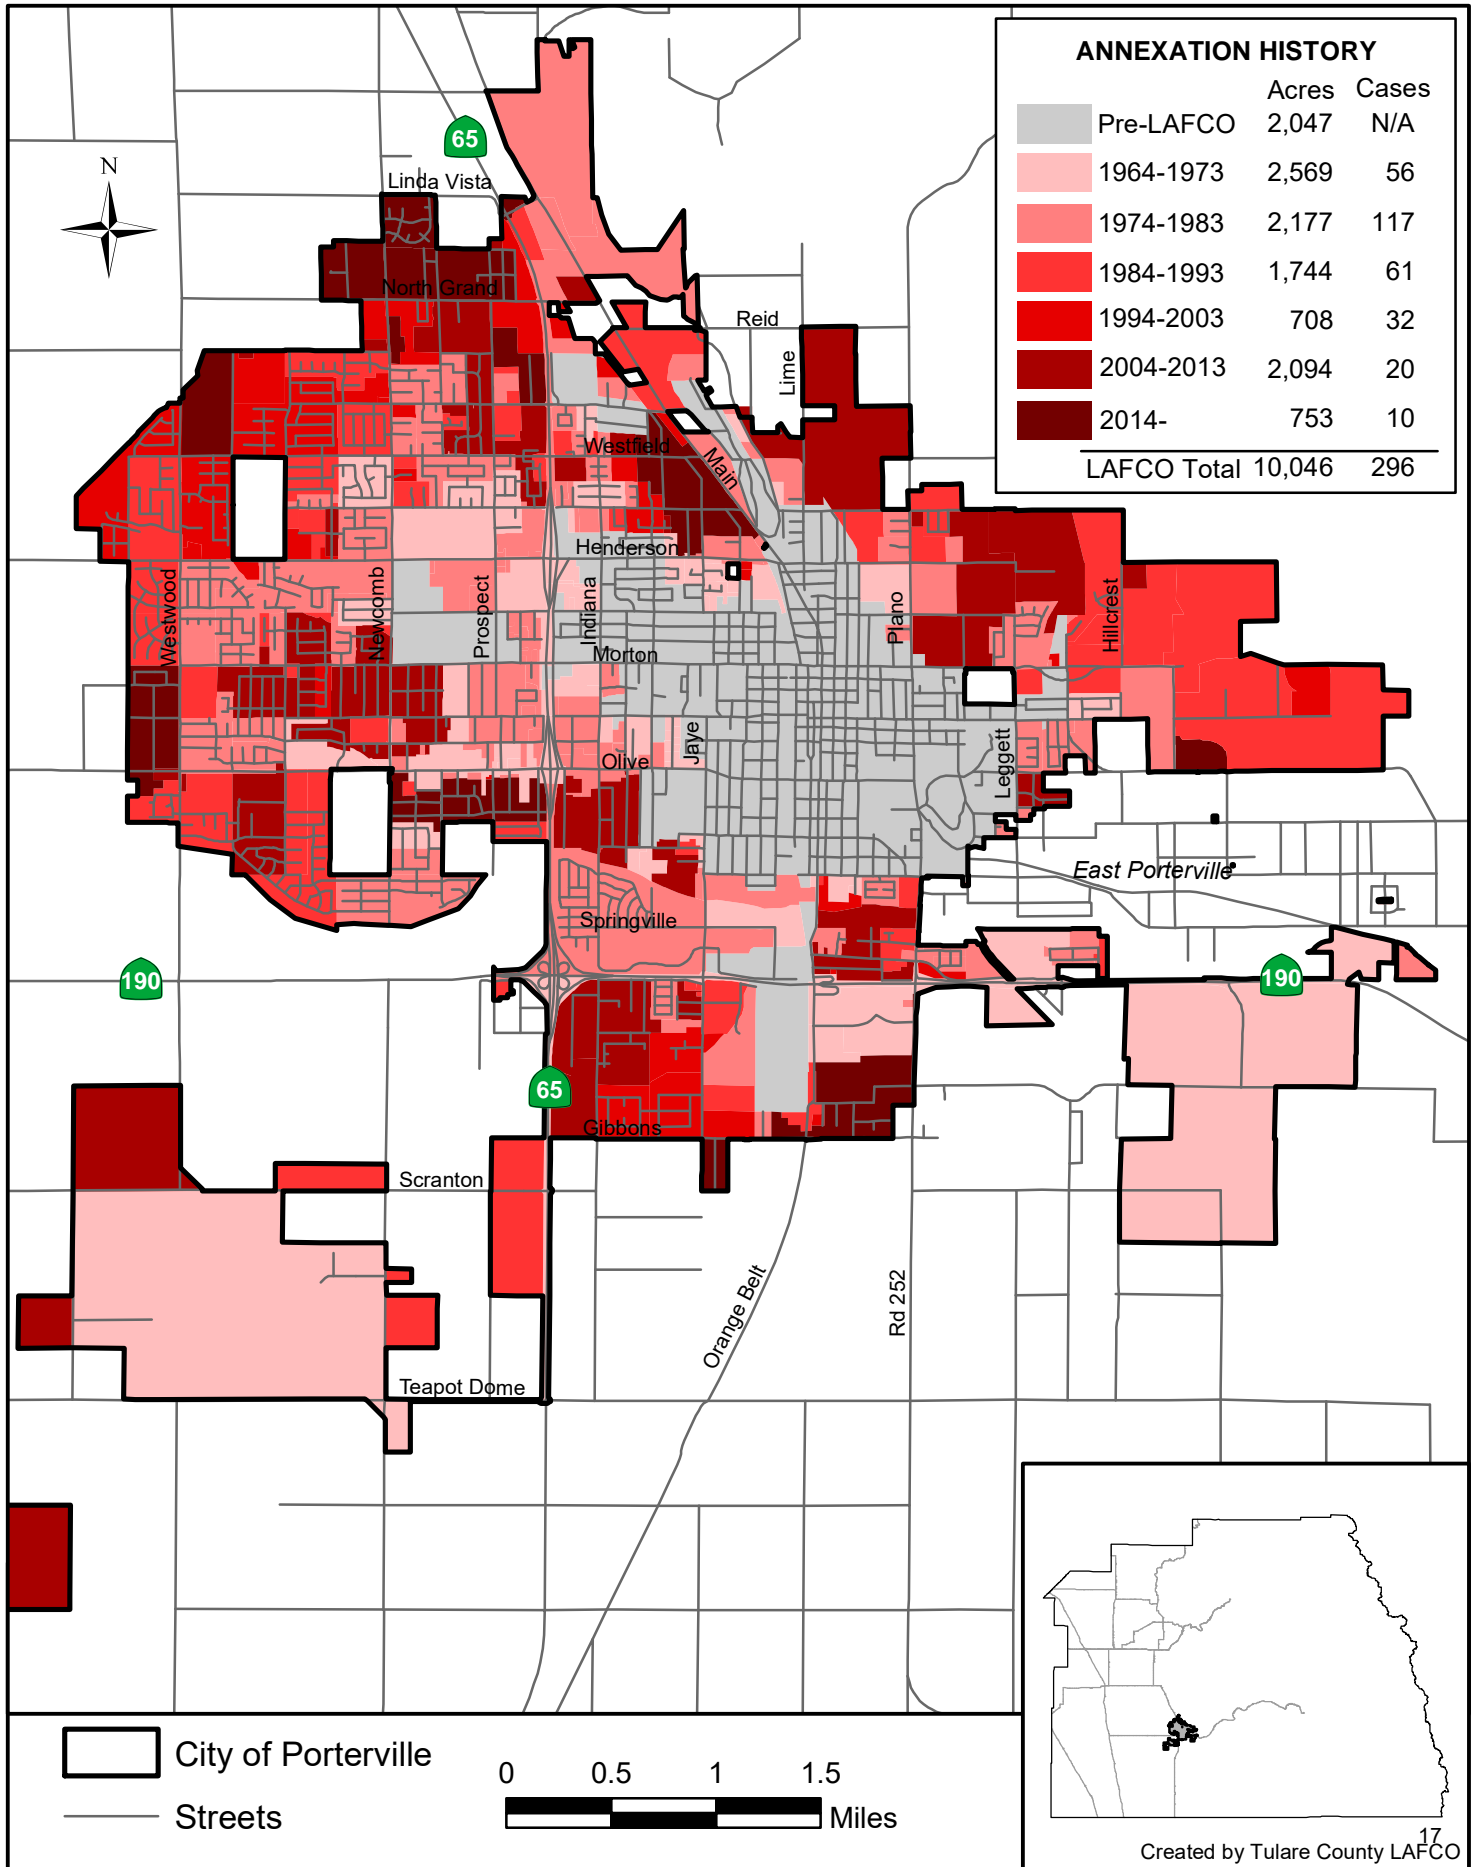 ANNEXATION HISTORY
Acres Cases
Pre-LAFCO 2,047 N/A
1964-1973 2,569 56
1974-1983 2,177 117
1984-1993 1,744 61
1994-2003 708 32
2004-2013 2,094 20
2014- 753 10
LAFCO Total 10,046 296
65
N
Linda Vista
North Grand
Reid
Lime
Westfield
Main
Henderson
Westwood
Newcomb
Prospect
Indiana
Plano
Hillcrest
Morton
Jaye
Olive
Leggett
East Porterville
Springville
190
190
65
Gibbons
Scranton
Orange Belt
Rd 252
Teapot Dome
City of Porterville
Streets
0 0.5 1 1.5
Miles
17
Created by Tulare County LAFCO